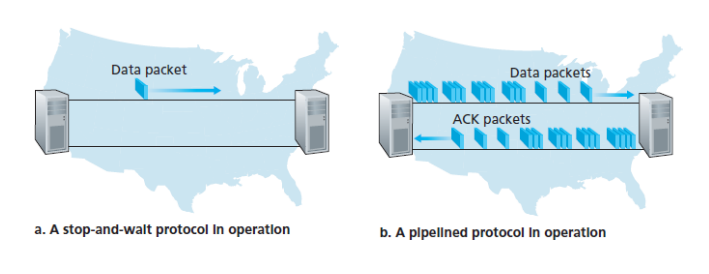 Data packet
a. A stop-and-wait protocol in operation
Data packets
ACK packets
b. A pipelined protocol in operation